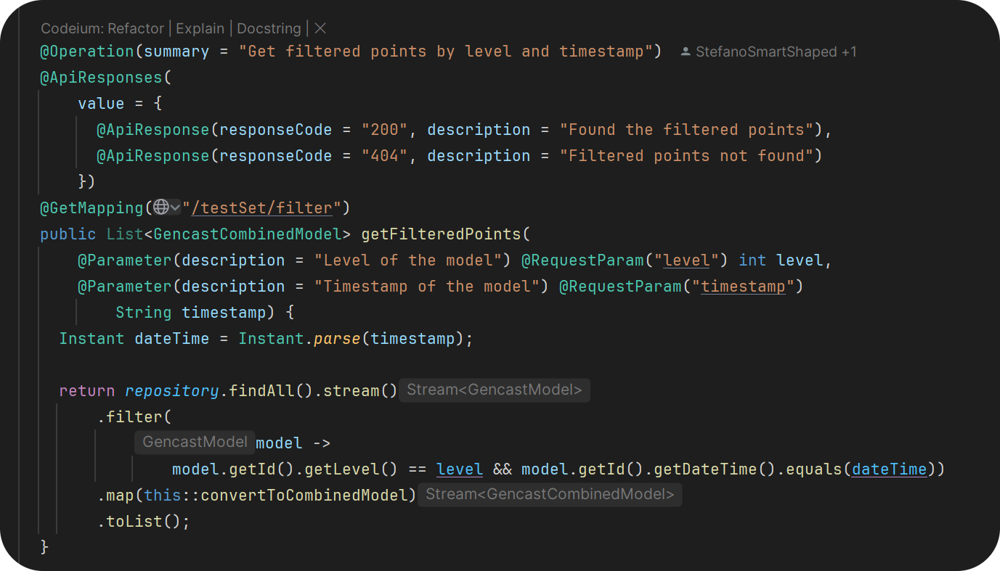 Codeium: Refactor | Explain | Docstring | ×
@Operation(summary = "Get filtered points by level and timestamp") StefanoSmartShaped +1
@ApiResponses(
value = {
@ApiResponse(responseCode = "200", description = "Found the filtered points"),
@ApiResponse(responseCode = "404", description = "Filtered points not found")
})
@GetMapping("/testSet/filter")
public List<GencastCombinedModel> getFilteredPoints(
@Parameter(description = "Level of the model") @RequestParam("level") int level,
@Parameter(description = "Timestamp of the model") @RequestParam("timestamp")
String timestamp) {
Instant dateTime = Instant.parse(timestamp);
return repository.findAll().stream() Stream<GencastModel>
.filter(
GencastModel model ->
model.getId().getLevel() == level && model.getId().getDateTime().equals(dateTime))
.map(this::convertToCombinedModel) Stream<GencastCombinedModel>
.toList();
}